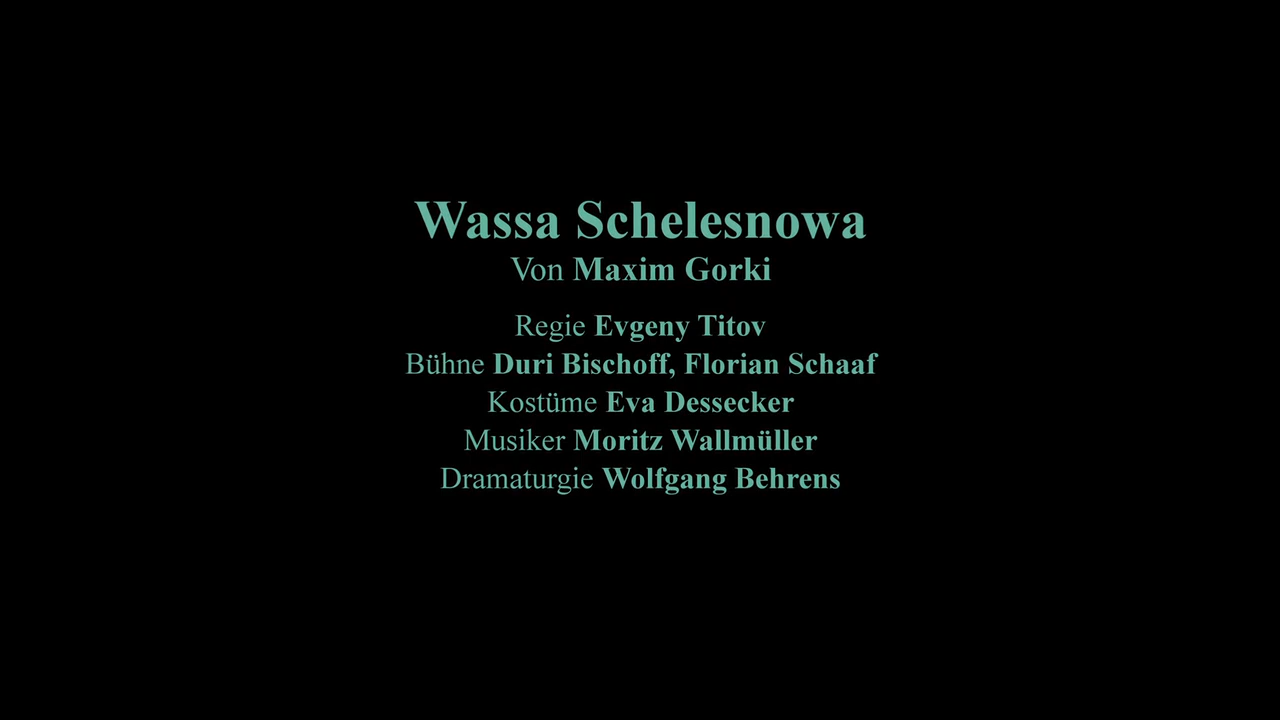 Wassa Schelesnowa
Von Maxim Gorki
Regie Evgeny Titov
Bühne Duri Bischoff, Florian Schaaf
Kostüme Eva Dessecker
Musiker Moritz Wallmüller
Dramaturgie Wolfgang Behrens